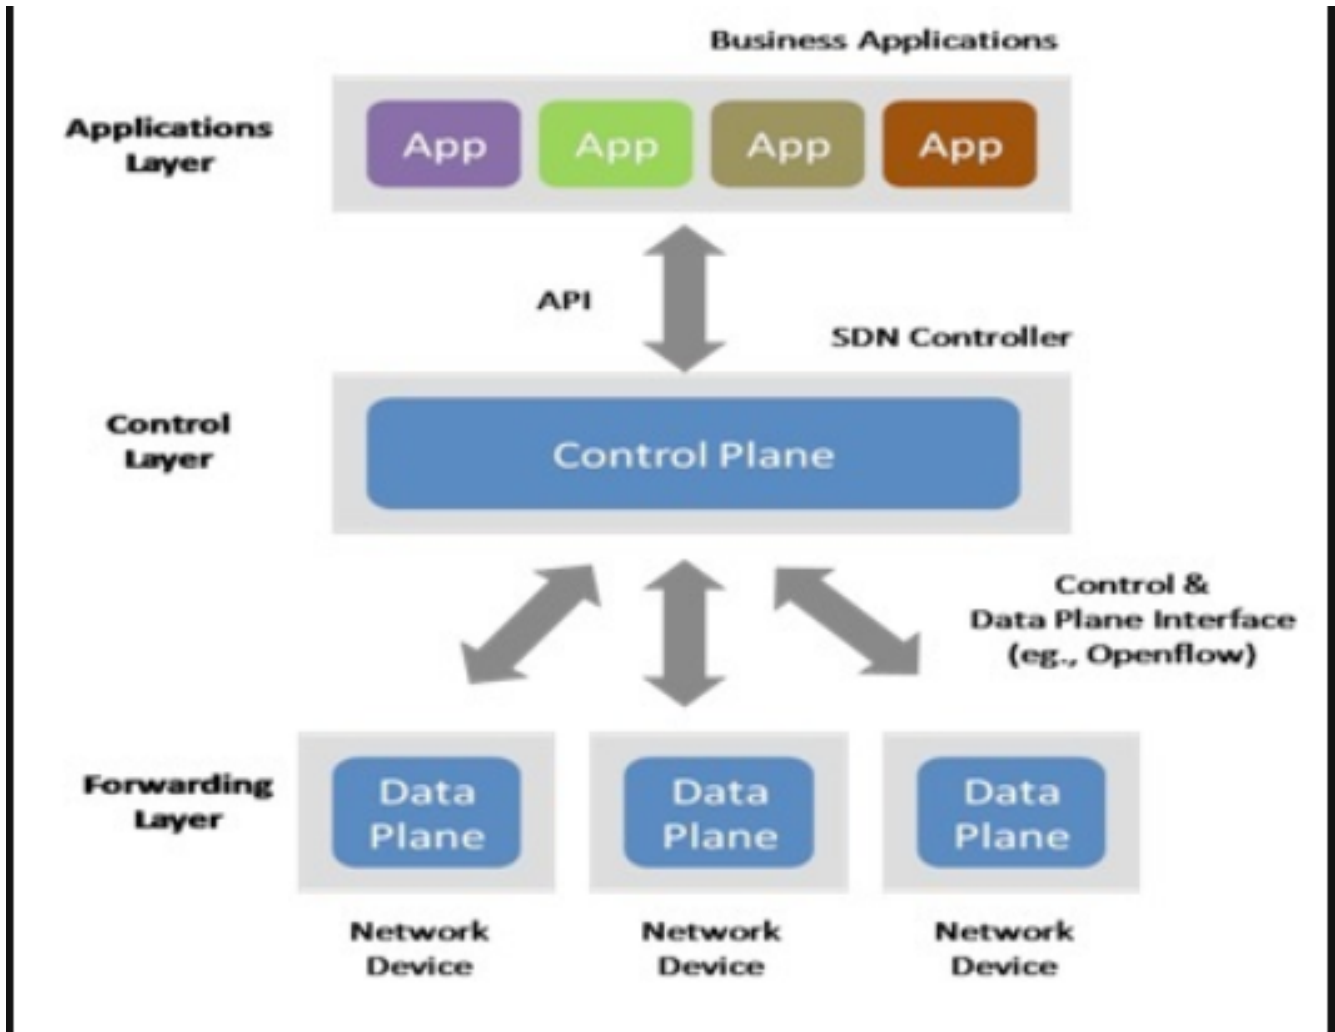 Business Applications
Applications
Layer
App App App App
API
SDN Controller
Control
Layer
Control Plane
Control &
Data Plane Interface
(eg., Openflow)
Forwarding
Layer
Data
Plane
Data
Plane
Data
Plane
Network
Device
Network
Device
Network
Device